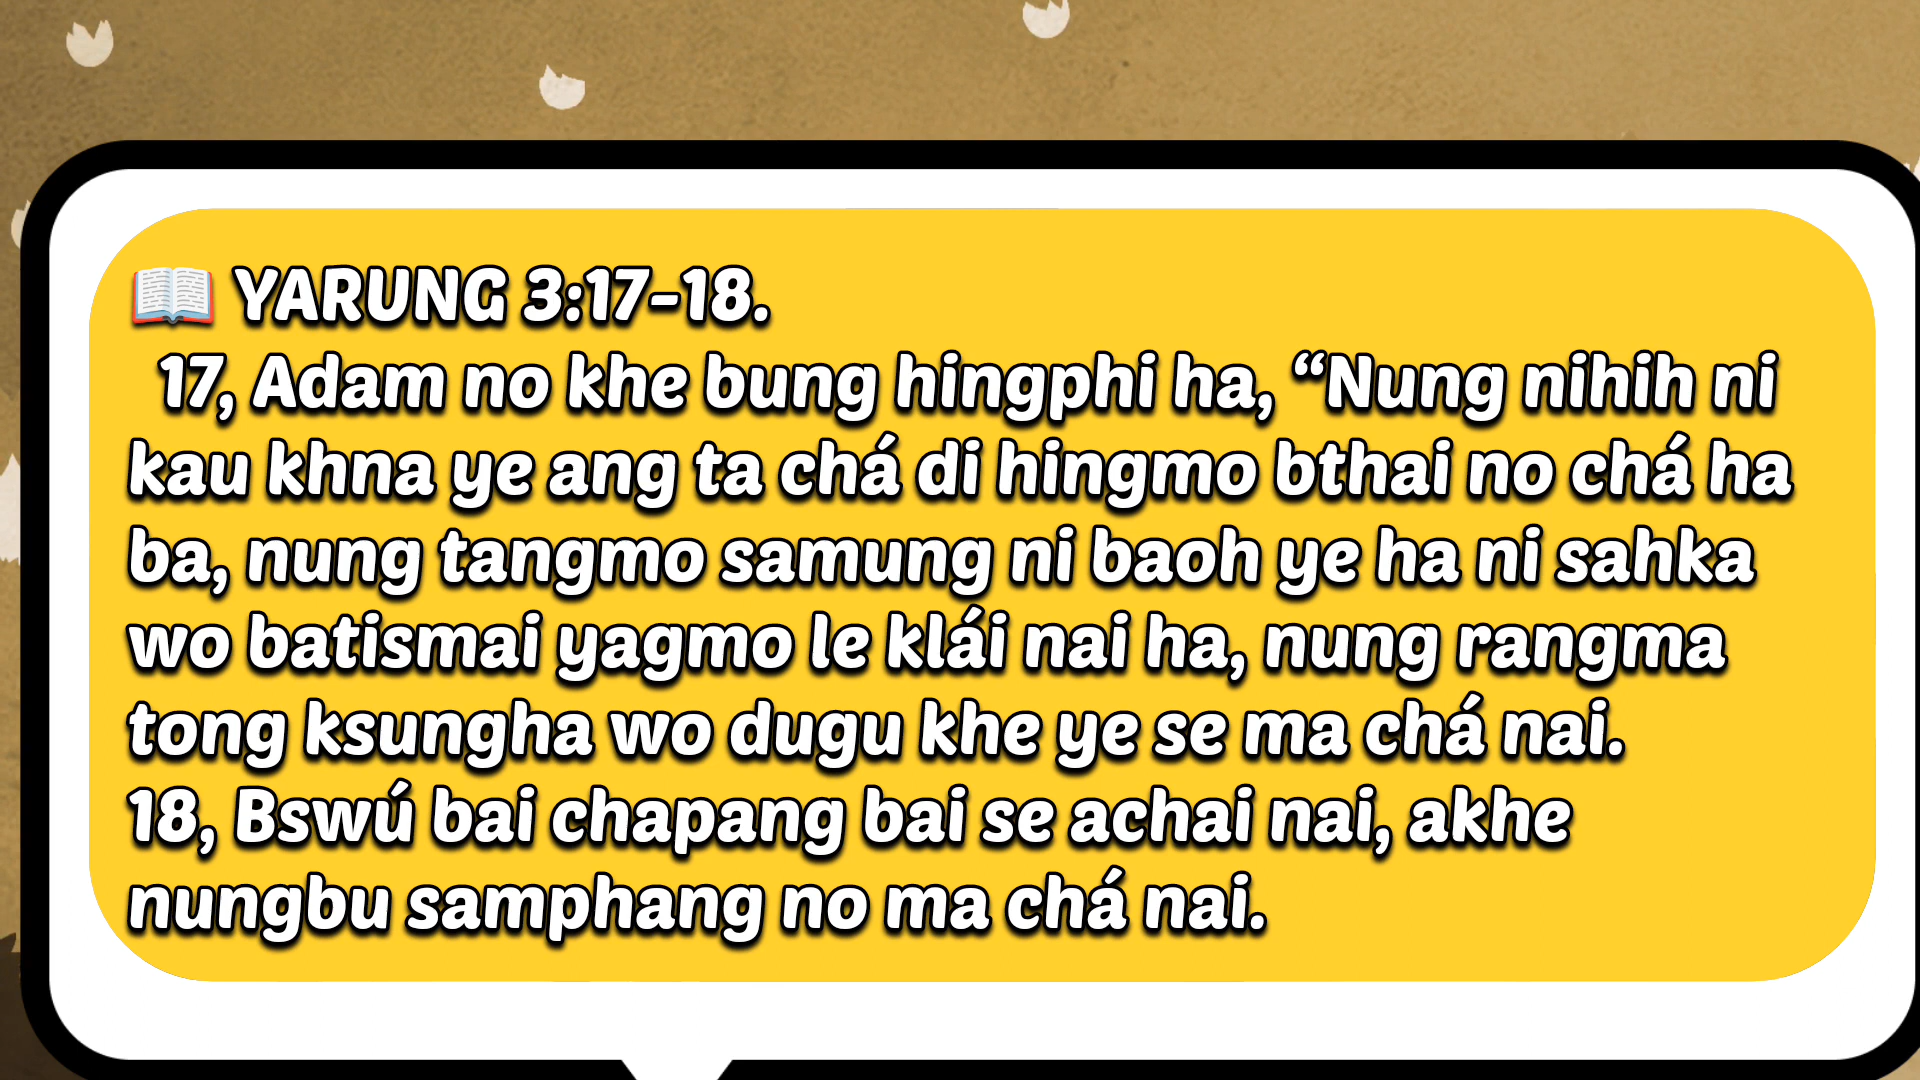 📖 YARUNG 3:17-18.
17, Adam no khe bung hingphi ha, “Nung nihih ni
kau khna ye ang ta chá di hingmo bthai no chá ha
ba, nung tangmo samung ni baoh ye ha ni sahka
wo batismai yagmo le klái nai ha, nung rangma
tong ksungha wo dugu khe ye se ma chá nai.
18, Bswú bai chapang bai se achai nai, akhe
nungbu samphang no ma chá nai.